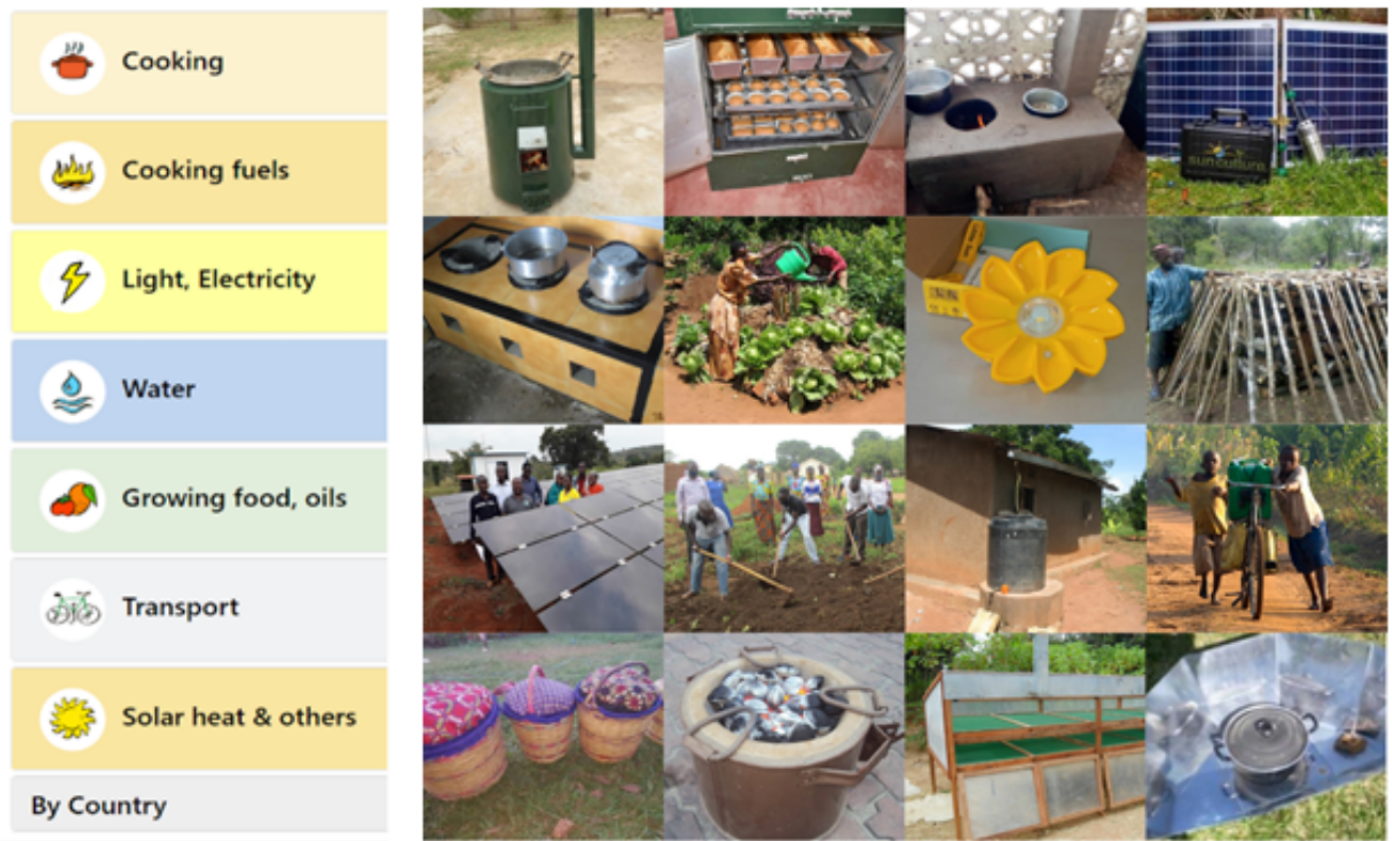 Cooking
Cooking fuels
Light, Electricity
Water
Growing food, oils
Transport
Solar heat & others
By Country